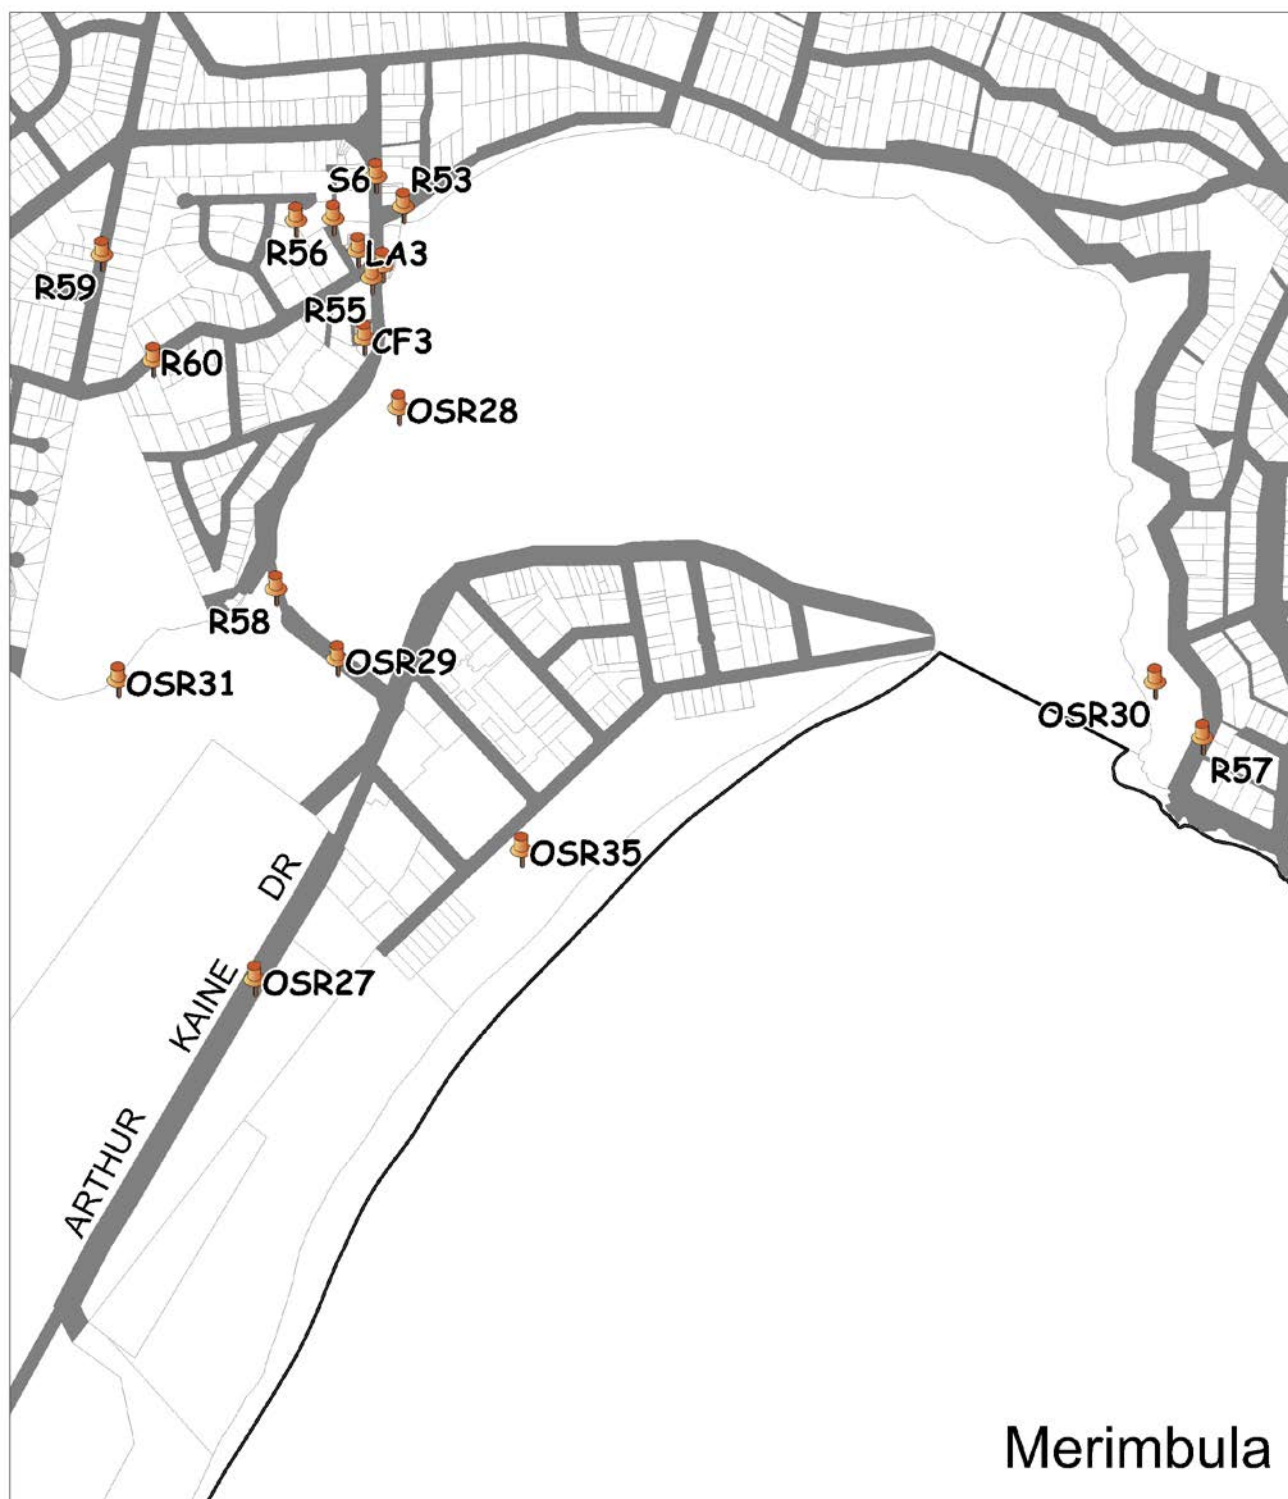 S6
R53
R56
LA3
R59
R55
CF3
R60
OSR28
R58
OSR29
OSR31
OSR30
R57
OSR35
OSR27
ARTHUR KAINE DR
Merimbula